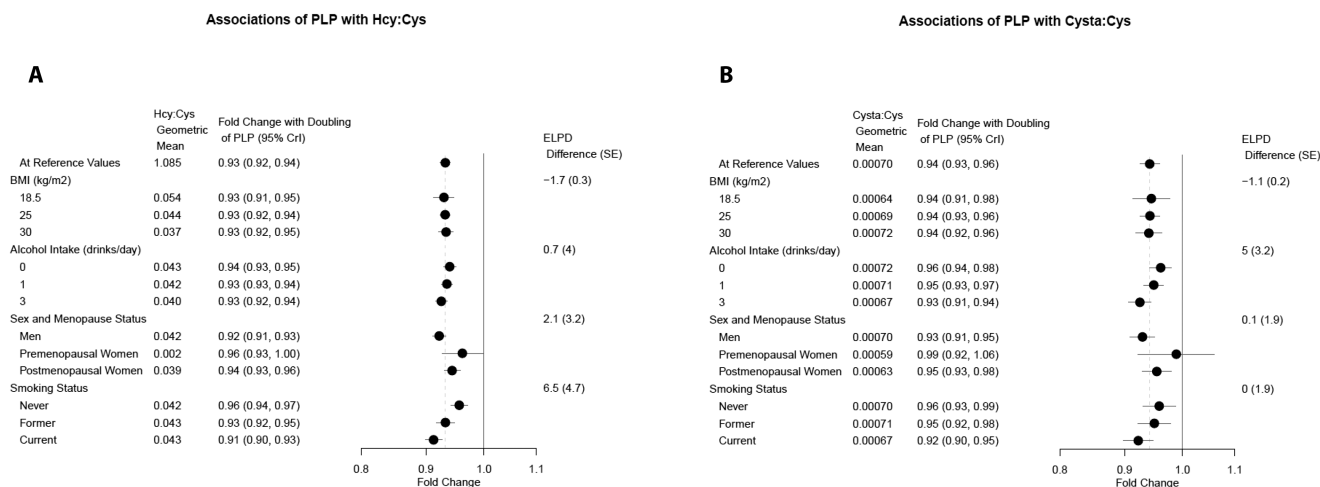 Associations of PLP with Hcy:Cys
A
Hcy:Cys
Geometric
Mean
Fold Change with Doubling
of PLP (95% CrI)
ELPD
Difference (SE)
At Reference Values 1.085 0.93 (0.92, 0.94)
BMI (kg/m2) −1.7 (0.3)
18.5 0.054 0.93 (0.91, 0.95)
25 0.044 0.93 (0.92, 0.94)
30 0.037 0.93 (0.92, 0.95)
Alcohol Intake (drinks/day) 0.7 (4)
0 0.043 0.94 (0.93, 0.95)
1 0.042 0.93 (0.93, 0.94)
3 0.040 0.93 (0.92, 0.94)
Sex and Menopause Status 2.1 (3.2)
Men 0.042 0.92 (0.91, 0.93)
Premenopausal Women 0.002 0.96 (0.93, 1.00)
Postmenopausal Women 0.039 0.94 (0.93, 0.96)
Smoking Status 6.5 (4.7)
Never 0.042 0.96 (0.94, 0.97)
Former 0.043 0.93 (0.92, 0.95)
Current 0.043 0.91 (0.90, 0.93)
0.8 0.9 1.0 1.1
Fold Change
Associations of PLP with Cysta:Cys
B
Cysta:Cys
Geometric
Mean
Fold Change with Doubling
of PLP (95% CrI)
ELPD
Difference (SE)
At Reference Values 0.00070 0.94 (0.93, 0.96)
BMI (kg/m2) −1.1 (0.2)
18.5 0.00064 0.94 (0.91, 0.98)
25 0.00069 0.94 (0.93, 0.96)
30 0.00072 0.94 (0.92, 0.96)
Alcohol Intake (drinks/day) 5 (3.2)
0 0.00072 0.96 (0.94, 0.98)
1 0.00071 0.95 (0.93, 0.97)
3 0.00067 0.93 (0.91, 0.94)
Sex and Menopause Status 0.1 (1.9)
Men 0.00070 0.93 (0.91, 0.95)
Premenopausal Women 0.00059 0.99 (0.92, 1.06)
Postmenopausal Women 0.00063 0.95 (0.93, 0.98)
Smoking Status 0 (1.9)
Never 0.00070 0.96 (0.93, 0.99)
Former 0.00071 0.95 (0.92, 0.98)
Current 0.00067 0.92 (0.90, 0.95)
0.8 0.9 1.0 1.1
Fold Change